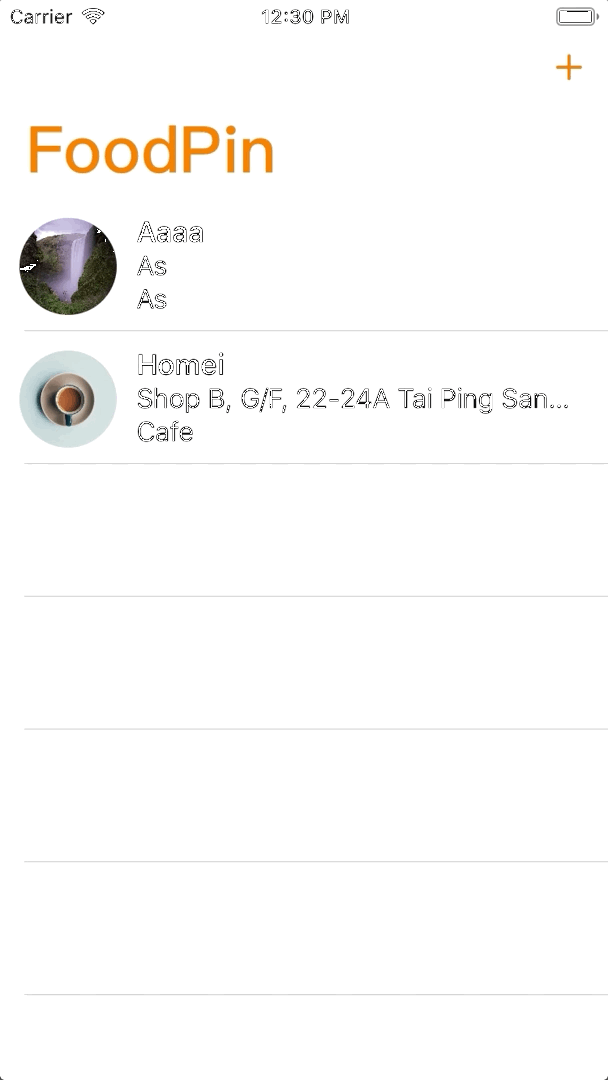 Carrier 12:30 PM
+
FoodPin
Aaaa
As
As
Homei
Shop B, G/F, 22-24A Tai Ping San...
Cafe